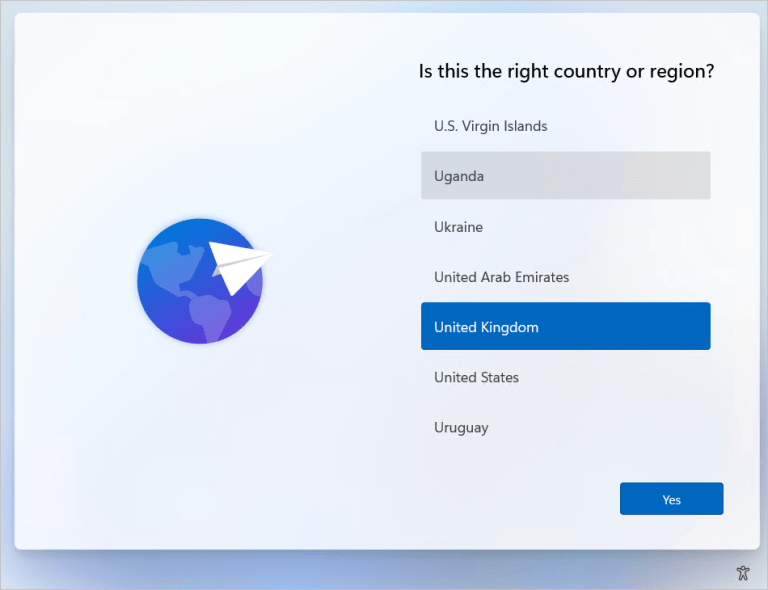 Is this the right country or region?
U.S. Virgin Islands
Uganda
Ukraine
United Arab Emirates
United Kingdom
United States
Uruguay
Yes